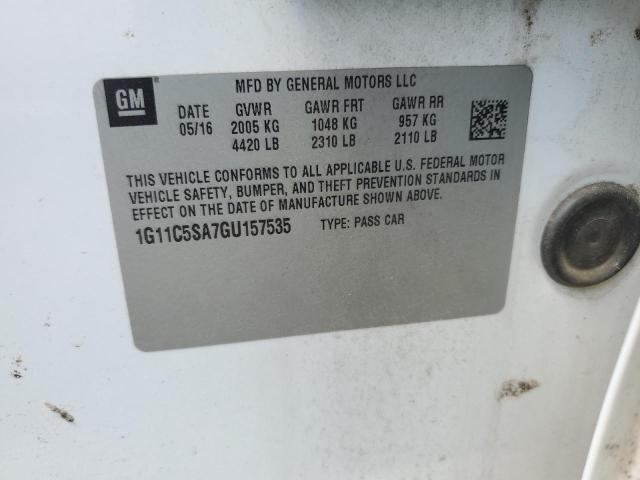 GM
MFD BY GENERAL MOTORS LLC
DATE GVWR GAWR FRT GAWR RR
05/16 2005 KG 1048 KG 957 KG
4420 LB 2310 LB 2110 LB
THIS VEHICLE CONFORMS TO ALL APPLICABLE U.S. FEDERAL MOTOR
VEHICLE SAFETY, BUMPER, AND THEFT PREVENTION STANDARDS IN
EFFECT ON THE DATE OF MANUFACTURE SHOWN ABOVE.
1G11C5SA7GU157535 TYPE: PASS CAR